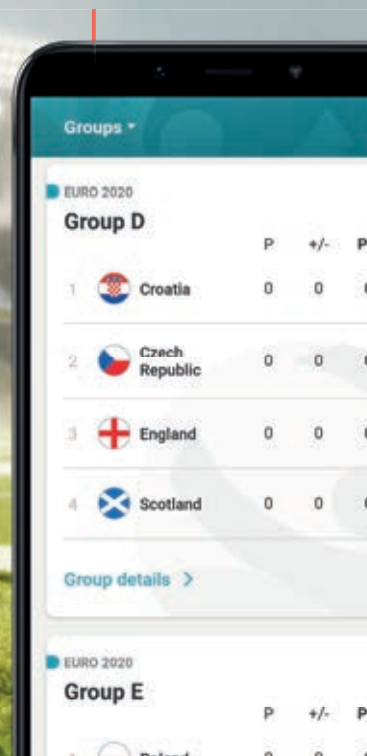 Groups
EURO 2020
Group D
P +/-
1 Croatia 0 0
2 Czech Republic 0 0
3 England 0 0
4 Scotland 0 0
Group details >
EURO 2020
Group E
P +/-